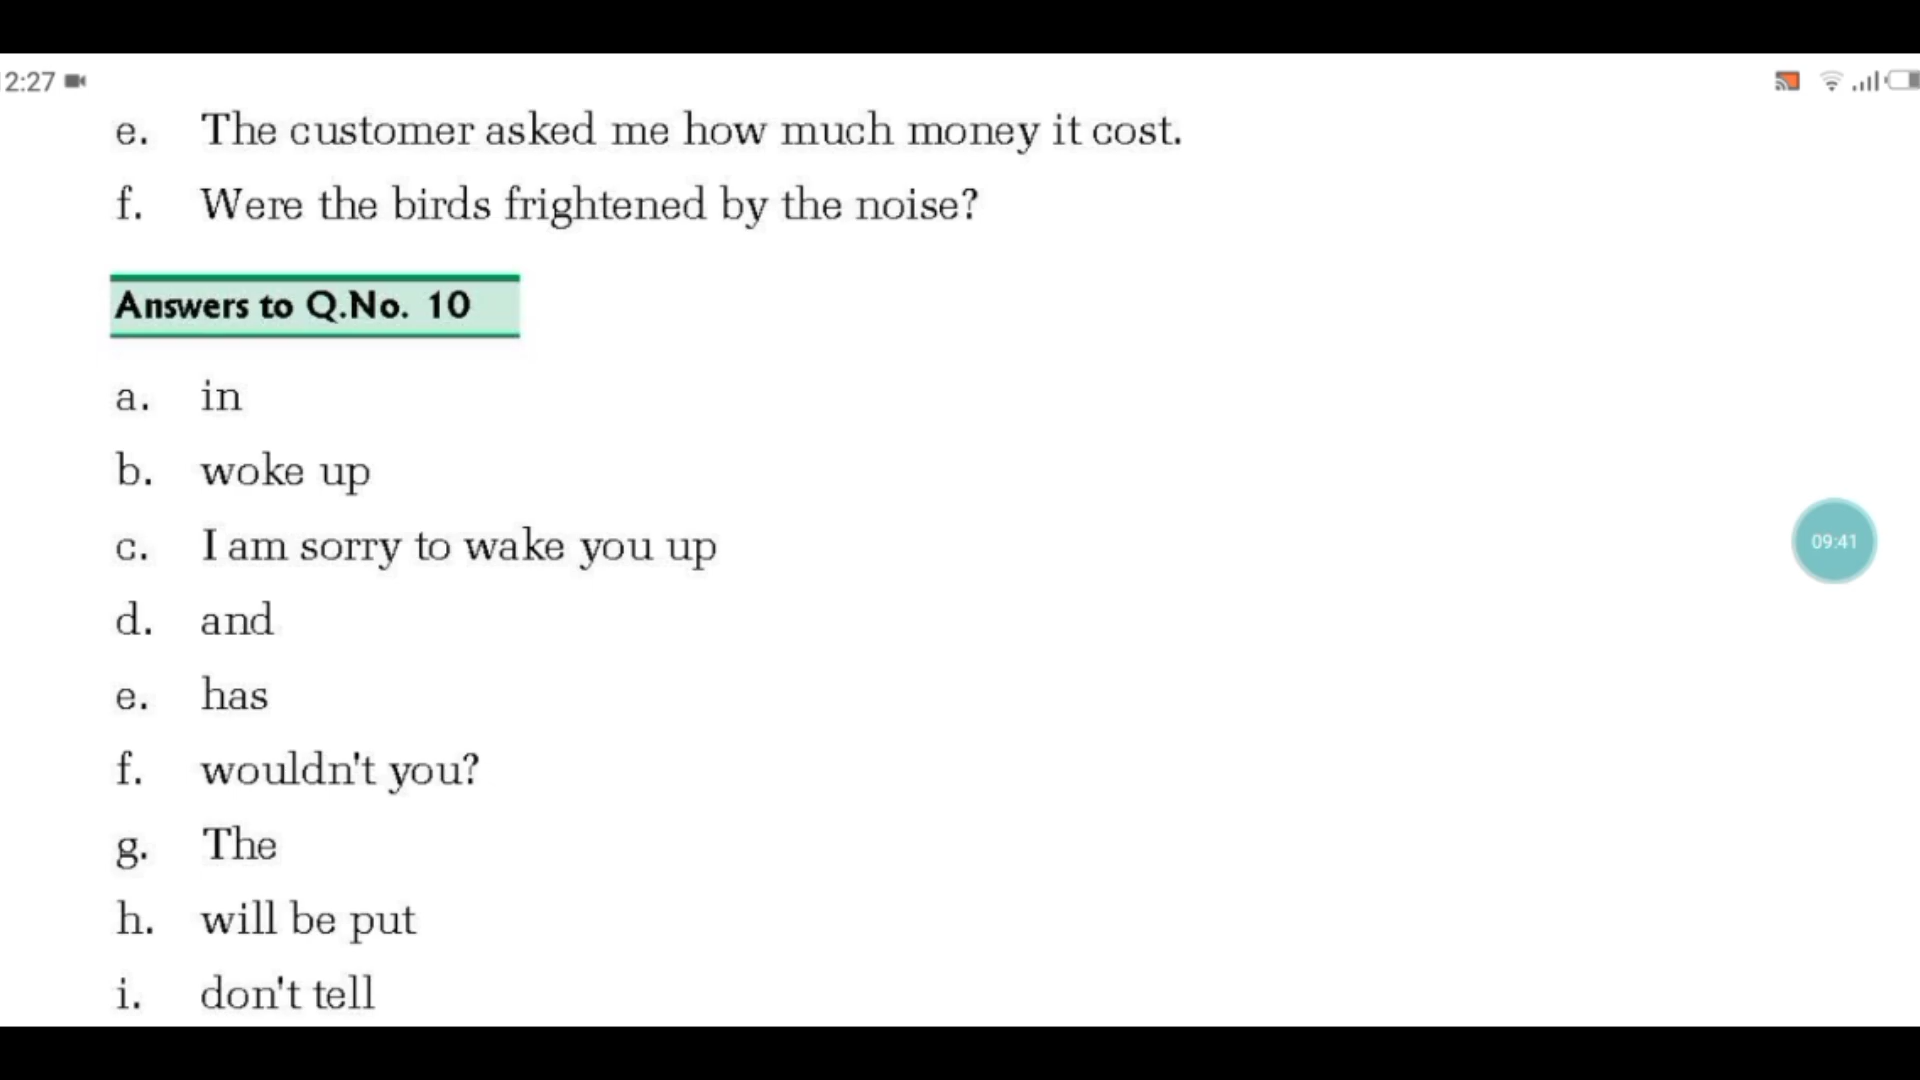 2:27
e. The customer asked me how much money it cost.
f. Were the birds frightened by the noise?
Answers to Q.No. 10
a. in
b. woke up
c. I am sorry to wake you up
d. and
e. has
f. wouldn't you?
g. The
h. will be put
i. don't tell
09:41